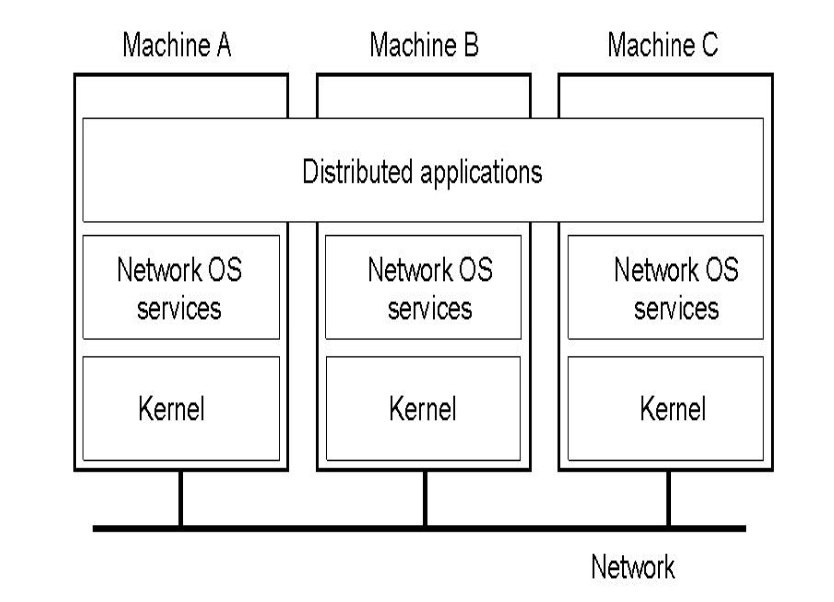 Machine A
Machine B
Machine C
Distributed applications
Network OS
services
Network OS
services
Network OS
services
Kernel
Kernel
Kernel
Network